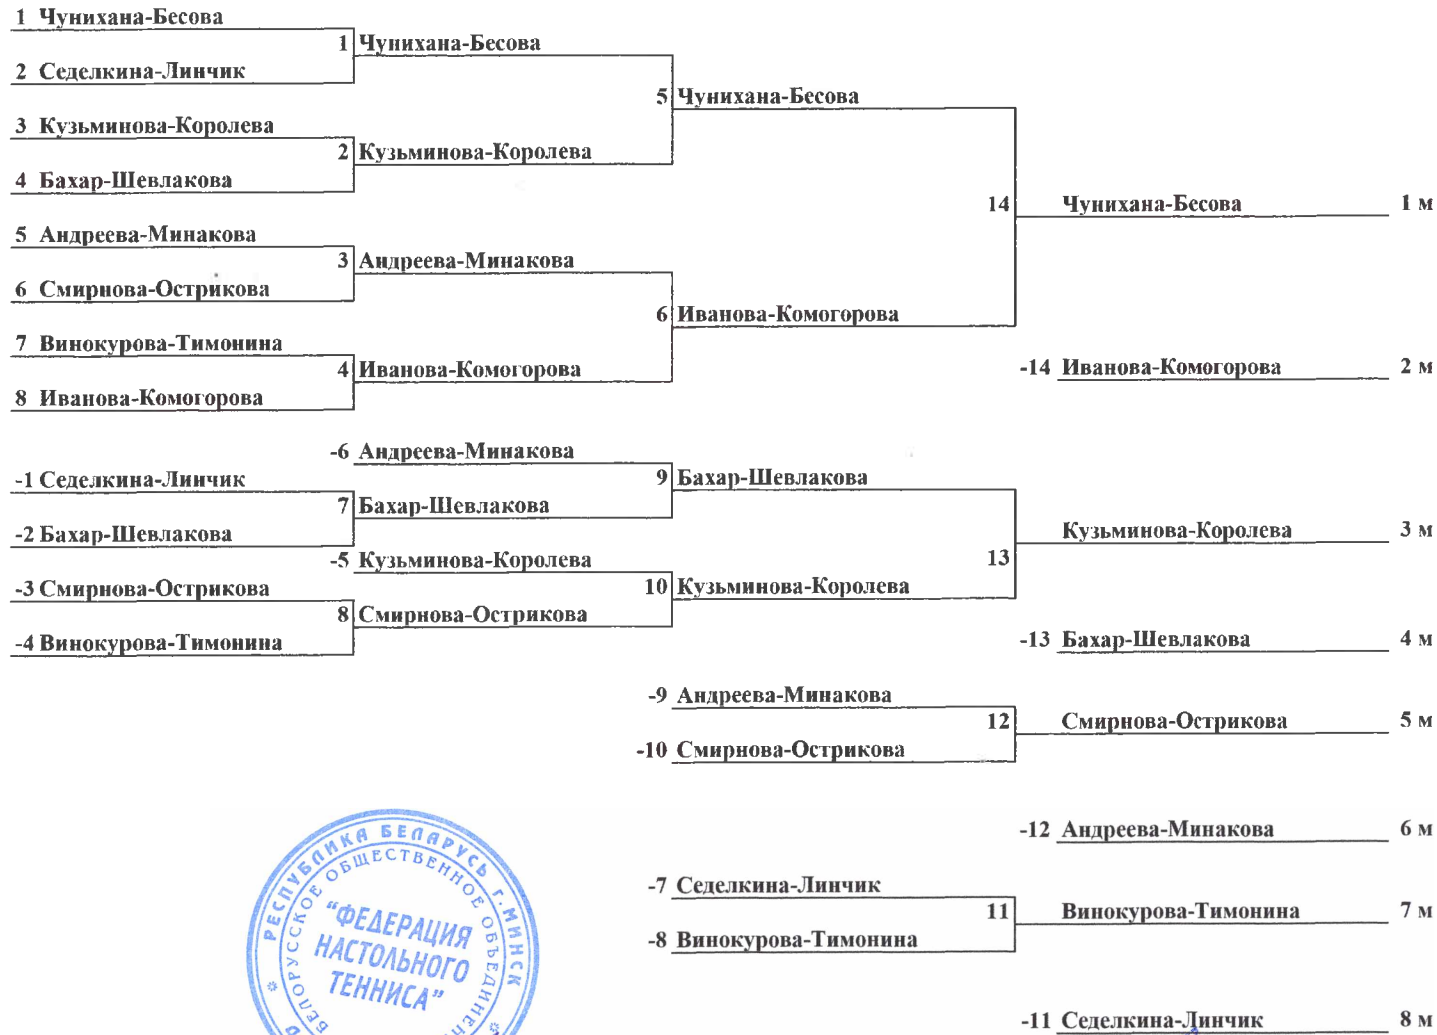 1 Чунихана-Бесова
1 Чунихана-Бесова
2 Седелкина-Линчик
5 Чунихана-Бесова
3 Кузьминова-Королева
2 Кузьминова-Королева
4 Бахар-Шевлакова
14 Чунихана-Бесова 1 м
5 Андреева-Минакова
3 Андреева-Минакова
6 Смирнова-Острикова
6 Иванова-Комогорова
7 Винокурова-Тимонина
4 Иванова-Комогорова
-14 Иванова-Комогорова 2 м
8 Иванова-Комогорова
-6 Андреева-Минакова
-1 Седелкина-Линчик
9 Бахар-Шевлакова
7 Бахар-Шевлакова
-2 Бахар-Шевлакова
Кузьминова-Королева 3 м
-5 Кузьминова-Королева
13
-3 Смирнова-Острикова
10 Кузьминова-Королева
8 Смирнова-Острикова
-4 Винокурова-Тимонина
-13 Бахар-Шевлакова 4 м
-9 Андреева-Минакова
12 Смирнова-Острикова 5 м
-10 Смирнова-Острикова
-12 Андреева-Минакова 6 м
-7 Седелкина-Линчик
11 Винокурова-Тимонина 7 м
-8 Винокурова-Тимонина
-11 Седелкина-Линчик 8 м
РЕСПУБЛИКА БЕЛАРУСЬ Г. МИНСК
БЕЛОРУССКОЕ ОБЩЕСТВЕННОЕ
"ФЕДЕРАЦИЯ
НАСТОЛЬНОГО
ТЕННИСА"